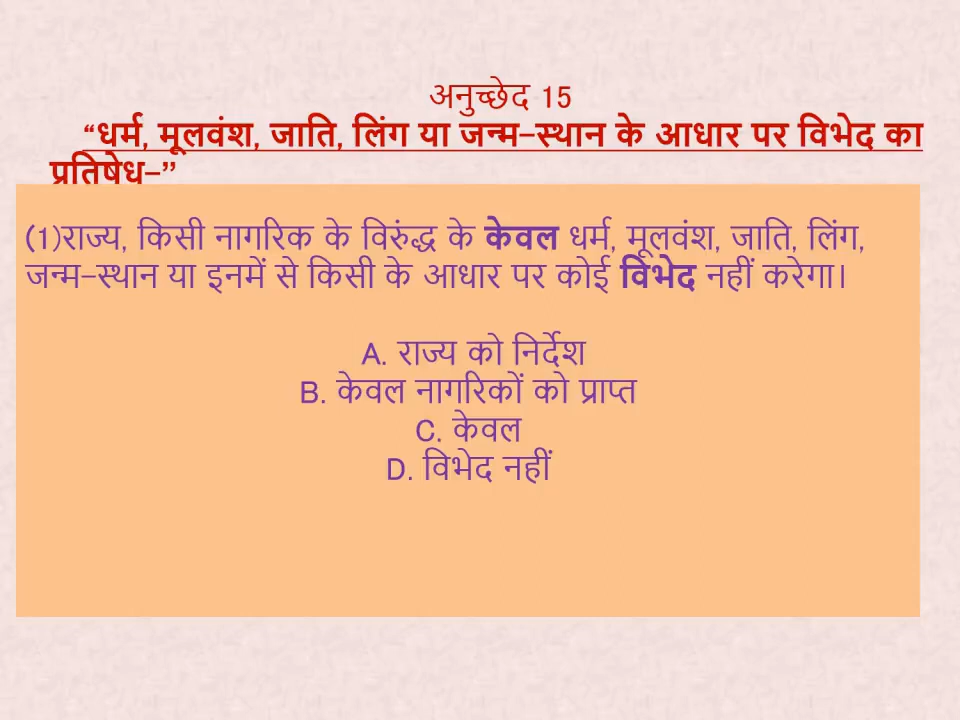 अनुच्छेद 15
“धर्म, मूलवंश, जाति, लिंग या जन्म-स्थान के आधार पर विभेद का
प्रतिषेध-”
(1)राज्य, किसी नागरिक के विरुंद्ध के केवल धर्म, मूलवंश, जाति, लिंग,
जन्म-स्थान या इनमें से किसी के आधार पर कोई विभेद नहीं करेगा।
A. राज्य को निर्देश
B. केवल नागरिकों को प्राप्त
C. केवल
D. विभेद नहीं